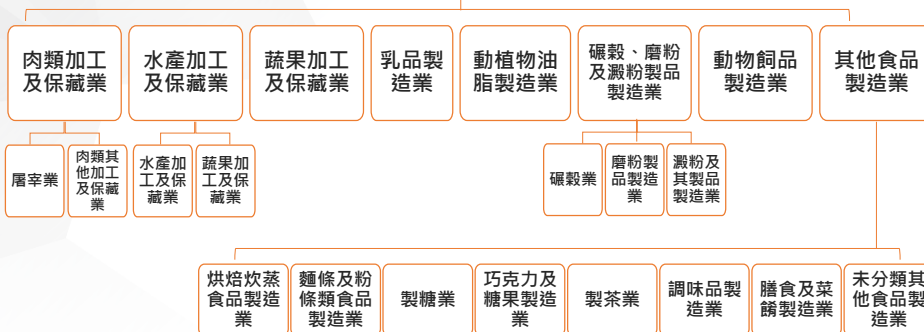 肉類加工
及保藏業
水產加工
及保藏業
蔬果加工
及保藏業
乳品製
造業
動植物油
脂製造業
碾穀、磨粉
及澱粉製品
製造業
動物飼品
製造業
其他食品
製造業
屠宰業
肉類其
他加工
及保藏
業
水產加
工及保
藏業
蔬果加
工及保
藏業
碾穀業
磨粉製
品製造
業
澱粉及
其製品
製造業
烘焙炊蒸
食品製造
業
麵條及粉
條類食品
製造業
製糖業
巧克力及
糖果製造
業
製茶業
調味品製
造業
膳食及菜
餚製造業
未分類其
他食品製
造業